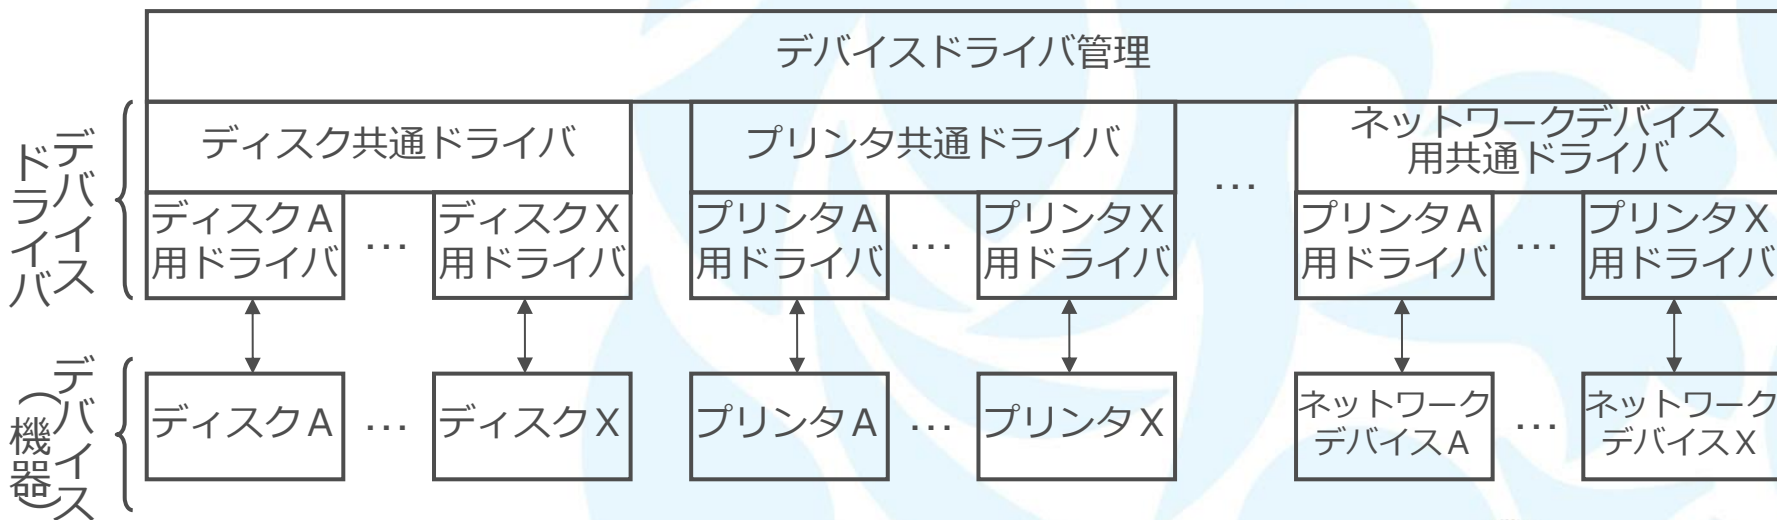 デバイスドライバ管理
デバイス
ドライバ
ディスク共通ドライバ
プリンタ共通ドライバ
…
ネットワークデバイス
用共通ドライバ
ディスクA
用ドライバ
…
ディスクX
用ドライバ
プリンタA
用ドライバ
…
プリンタX
用ドライバ
プリンタA
用ドライバ
…
プリンタX
用ドライバ
デバイス
(機器)
ディスクA
…
ディスクX
プリンタA
…
プリンタX
ネットワーク
デバイスA
…
ネットワーク
デバイスX